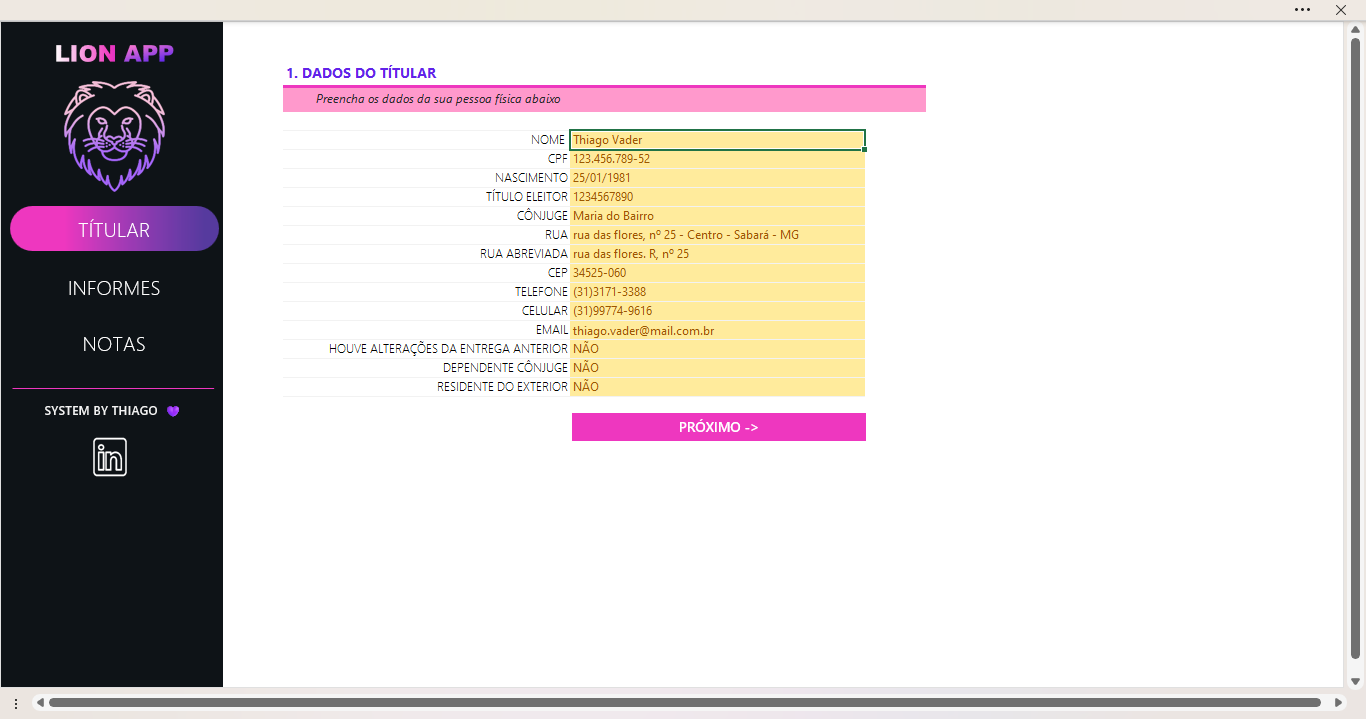 LION APP
TÍTULAR
INFORMES
NOTAS
SYSTEM BY THIAGO 💜
in
1. DADOS DO TÍTULAR
Preencha os dados da sua pessoa física abaixo
NOME Thiago Vader
CPF 123.456.789-52
NASCIMENTO 25/01/1981
TÍTULO ELEITOR 1234567890
CÔNJUGE Maria do Bairro
RUA rua das flores, nº 25 - Centro - Sabará - MG
RUA ABREVIADA rua das flores. R, nº 25
CEP 34525-060
TELEFONE (31)3171-3388
CELULAR (31)99774-9616
EMAIL thiago.vader@mail.com.br
HOUVE ALTERAÇÕES DA ENTREGA ANTERIOR NÃO
DEPENDENTE CÔNJUGE NÃO
RESIDENTE DO EXTERIOR NÃO
PRÓXIMO ->